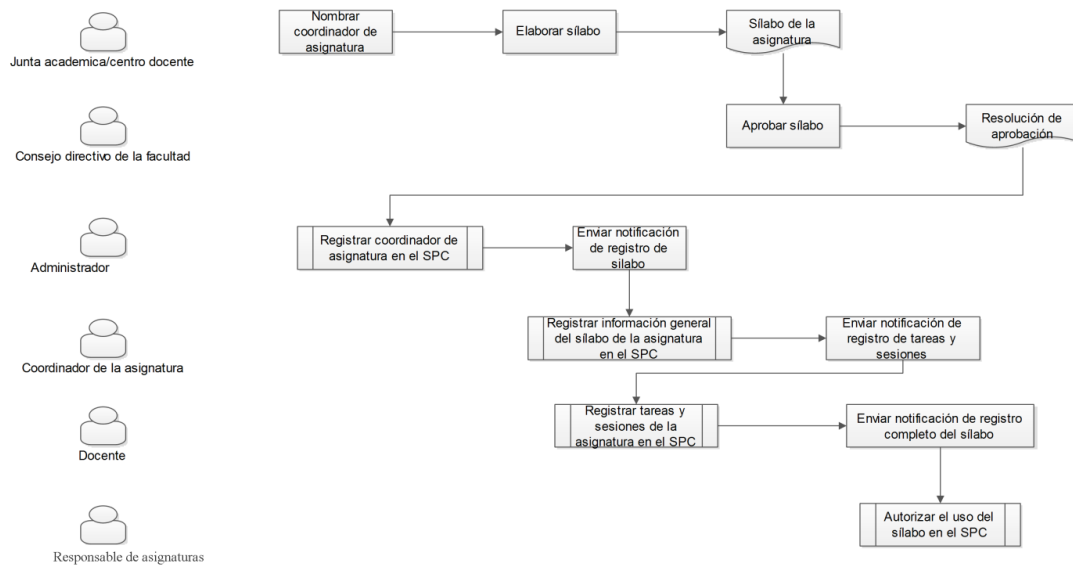 Nombrar
coordinador de
asignatura
Elaborar sílabo
Sílabo de la
asignatura
Junta academica/centro docente
Aprobar sílabo
Resolución de
aprobación
Consejo directivo de la facultad
Registrar coordinador de
asignatura en el SPC
Enviar notificación
de registro de
silabo
Administrador
Registrar información general
del sílabo de la asignatura
en el SPC
Enviar notificación de
registro de tareas y
sesiones
Coordinador de la asignatura
Registrar tareas y
sesiones de la
asignatura en el SPC
Enviar notificación de registro
completo del sílabo
Docente
Autorizar el uso del
sílabo en el SPC
Responsable de asignaturas